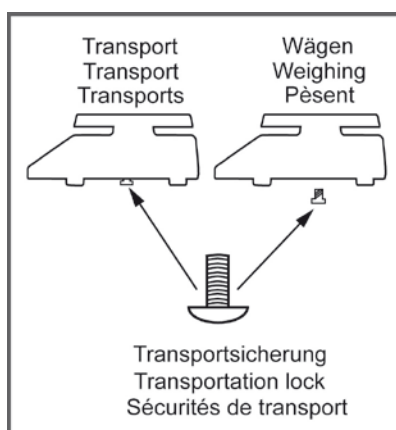 Transport
Transport
Transports
Wägen
Weighing
Pèsent
Transportsicherung
Transportation lock
Sécurités de transport